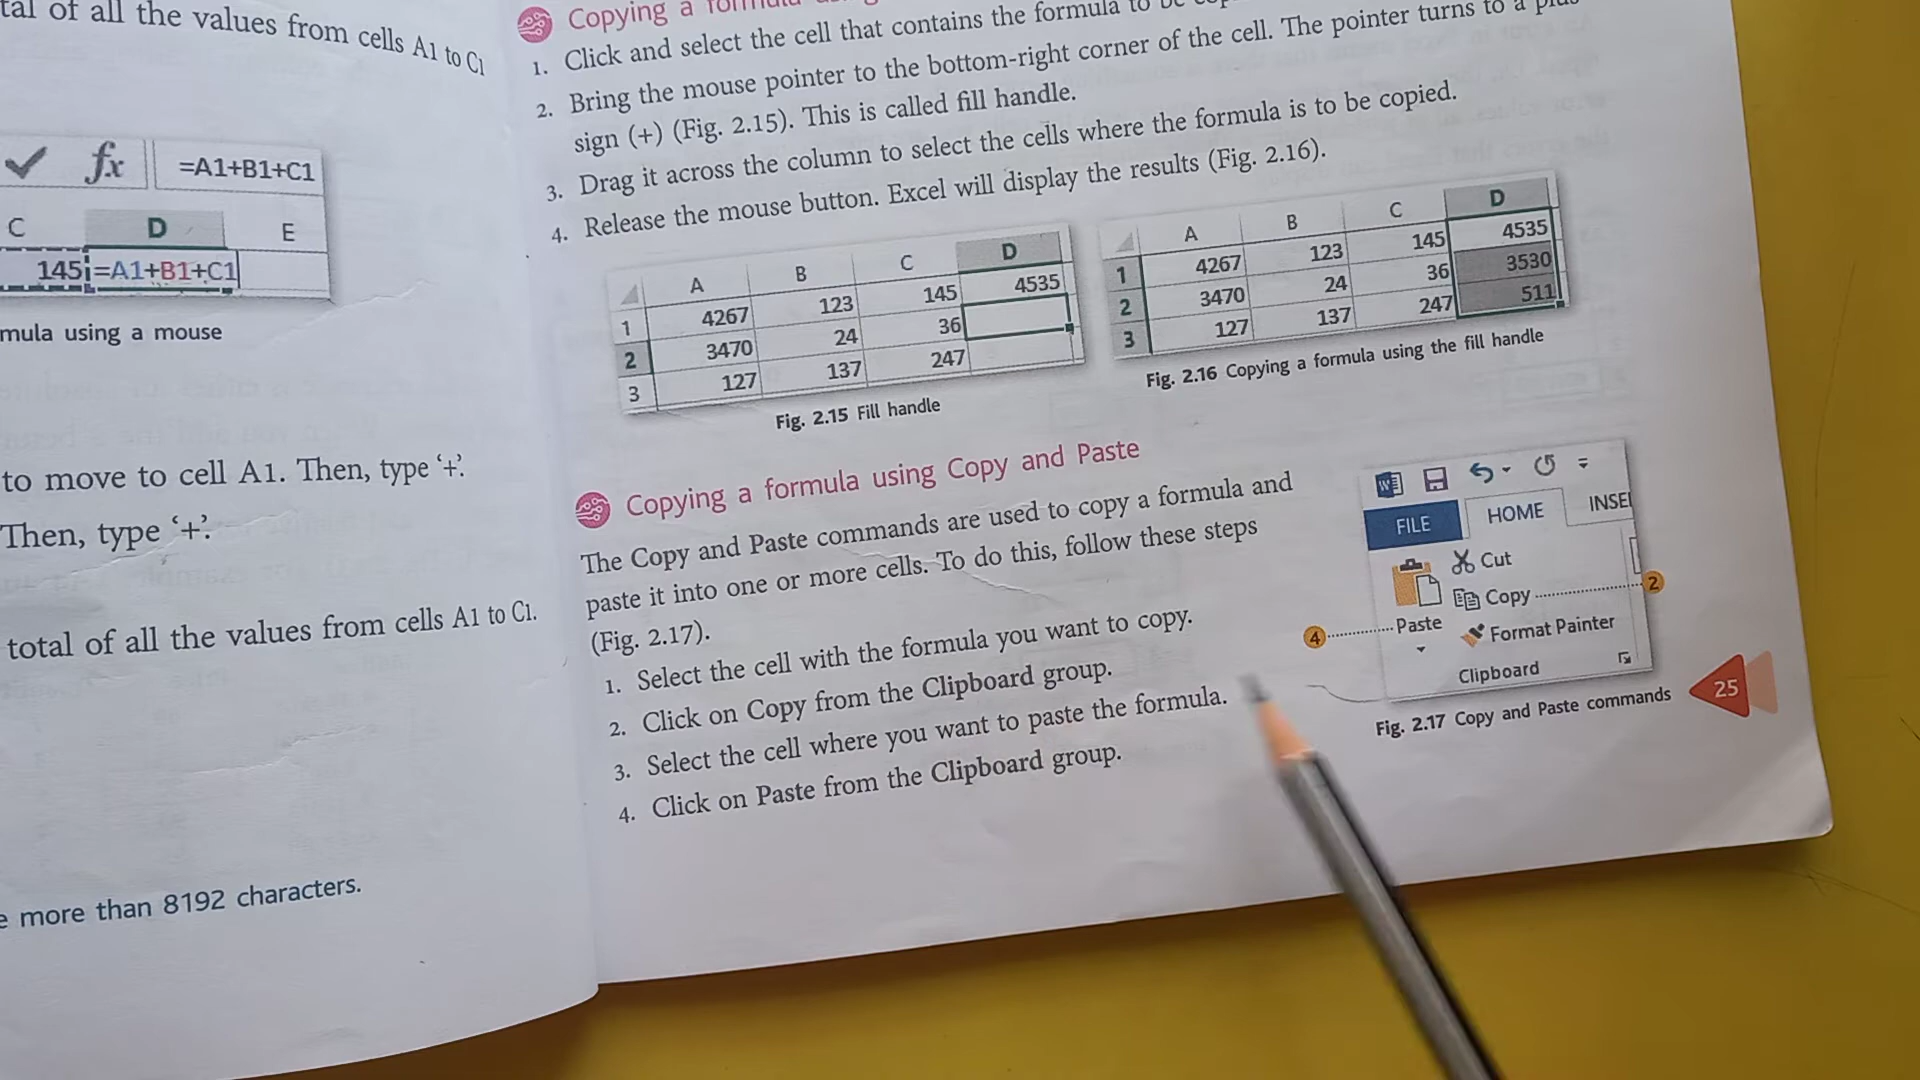 tal of all the values from cells A1 to C1
=A1+B1+C1
C D E
145 =A1+B1+C1
mula using a mouse
to move to cell A1. Then, type ‘+’.
Then, type ‘+’.
total of all the values from cells A1 to C1.
more than 8192 characters.
Copying a
1. Click and select the cell that contains the formula to be
2. Bring the mouse pointer to the bottom-right corner of the cell. The pointer turns to a
sign (+) (Fig. 2.15). This is called fill handle.
3. Drag it across the column to select the cells where the formula is to be copied.
4. Release the mouse button. Excel will display the results (Fig. 2.16).
A B C D
1 4267 123 145 4535
2 3470 24 36
3 127 137 247
Fig. 2.15 Fill handle
A B C D
1 4267 123 145 4535
2 3470 24 36 3530
3 127 137 247 511
Fig. 2.16 Copying a formula using the fill handle
Copying a formula using Copy and Paste
The Copy and Paste commands are used to copy a formula and
paste it into one or more cells. To do this, follow these steps
(Fig. 2.17).
1. Select the cell with the formula you want to copy.
2. Click on Copy from the Clipboard group.
3. Select the cell where you want to paste the formula.
4. Click on Paste from the Clipboard group.
FILE HOME INSE
Cut
Copy 2
4 Paste Format Painter
Clipboard
Fig. 2.17 Copy and Paste commands
25